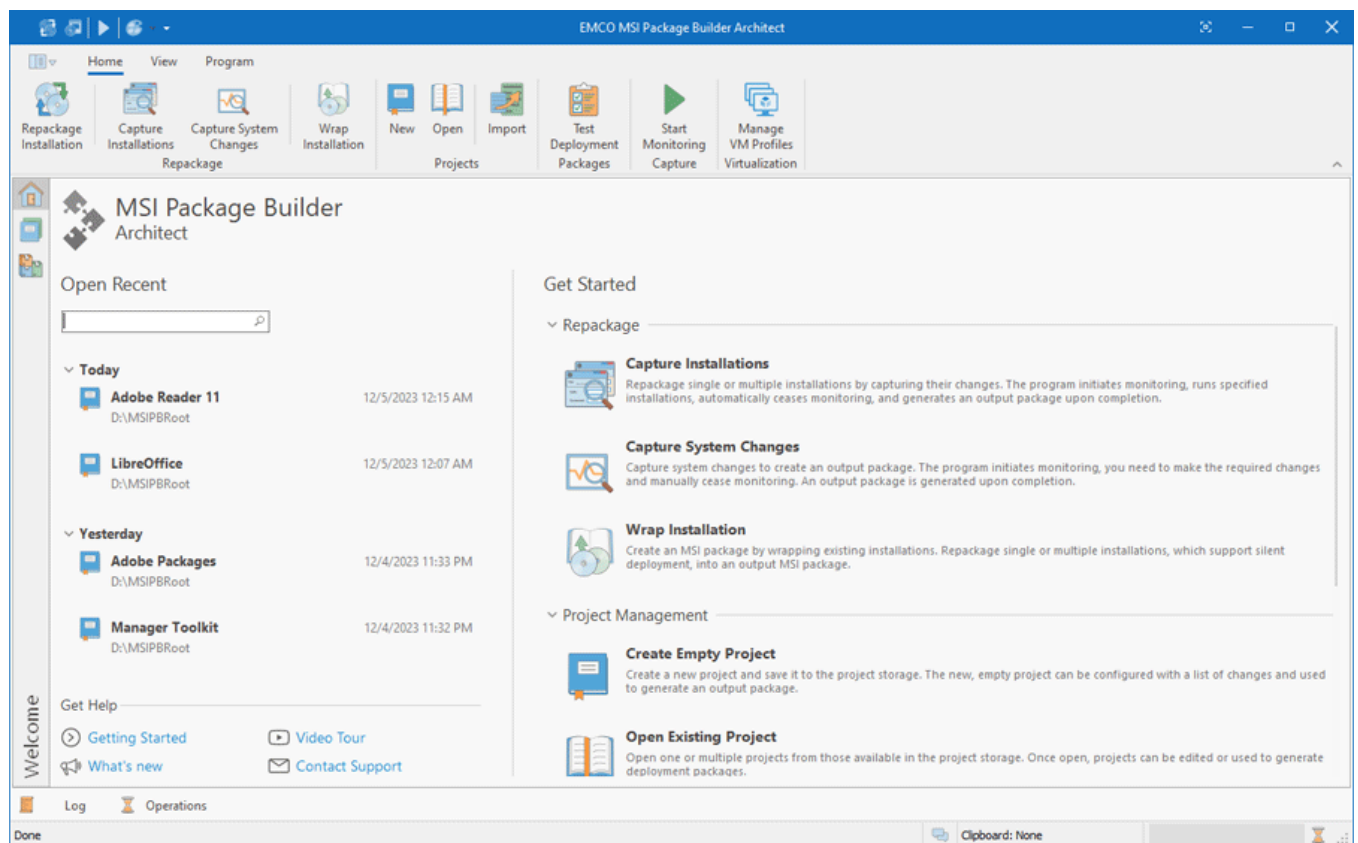 EMCO MSI Package Builder Architect
Home View Program
Repackage Installation
Capture Installations
Capture System Changes
Wrap Installation
New
Open
Import
Test Deployment
Start Monitoring
Manage VM Profiles
Repackage
Projects
Packages
Capture
Virtualization
MSI Package Builder
Architect
Open Recent
Today
Adobe Reader 11 12/5/2023 12:15 AM
D:\MSIPBRoot
LibreOffice 12/5/2023 12:07 AM
D:\MSIPBRoot
Yesterday
Adobe Packages 12/4/2023 11:33 PM
D:\MSIPBRoot
Manager Toolkit 12/4/2023 11:32 PM
D:\MSIPBRoot
Get Help
Getting Started
Video Tour
What's new
Contact Support
Get Started
Repackage
Capture Installations
Repackage single or multiple installations by capturing their changes. The program initiates monitoring, runs specified
installations, automatically ceases monitoring, and generates an output package upon completion.
Capture System Changes
Capture system changes to create an output package. The program initiates monitoring, you need to make the required changes
and manually cease monitoring. An output package is generated upon completion.
Wrap Installation
Create an MSI package by wrapping existing installations. Repackage single or multiple installations, which support silent
deployment, into an output MSI package.
Project Management
Create Empty Project
Create a new project and save it to the project storage. The new, empty project can be configured with a list of changes and used
to generate an output package.
Open Existing Project
Open one or multiple projects from those available in the project storage. Once open, projects can be edited or used to generate
deployment packages.
Welcome
Log
Operations
Done
Clipboard: None